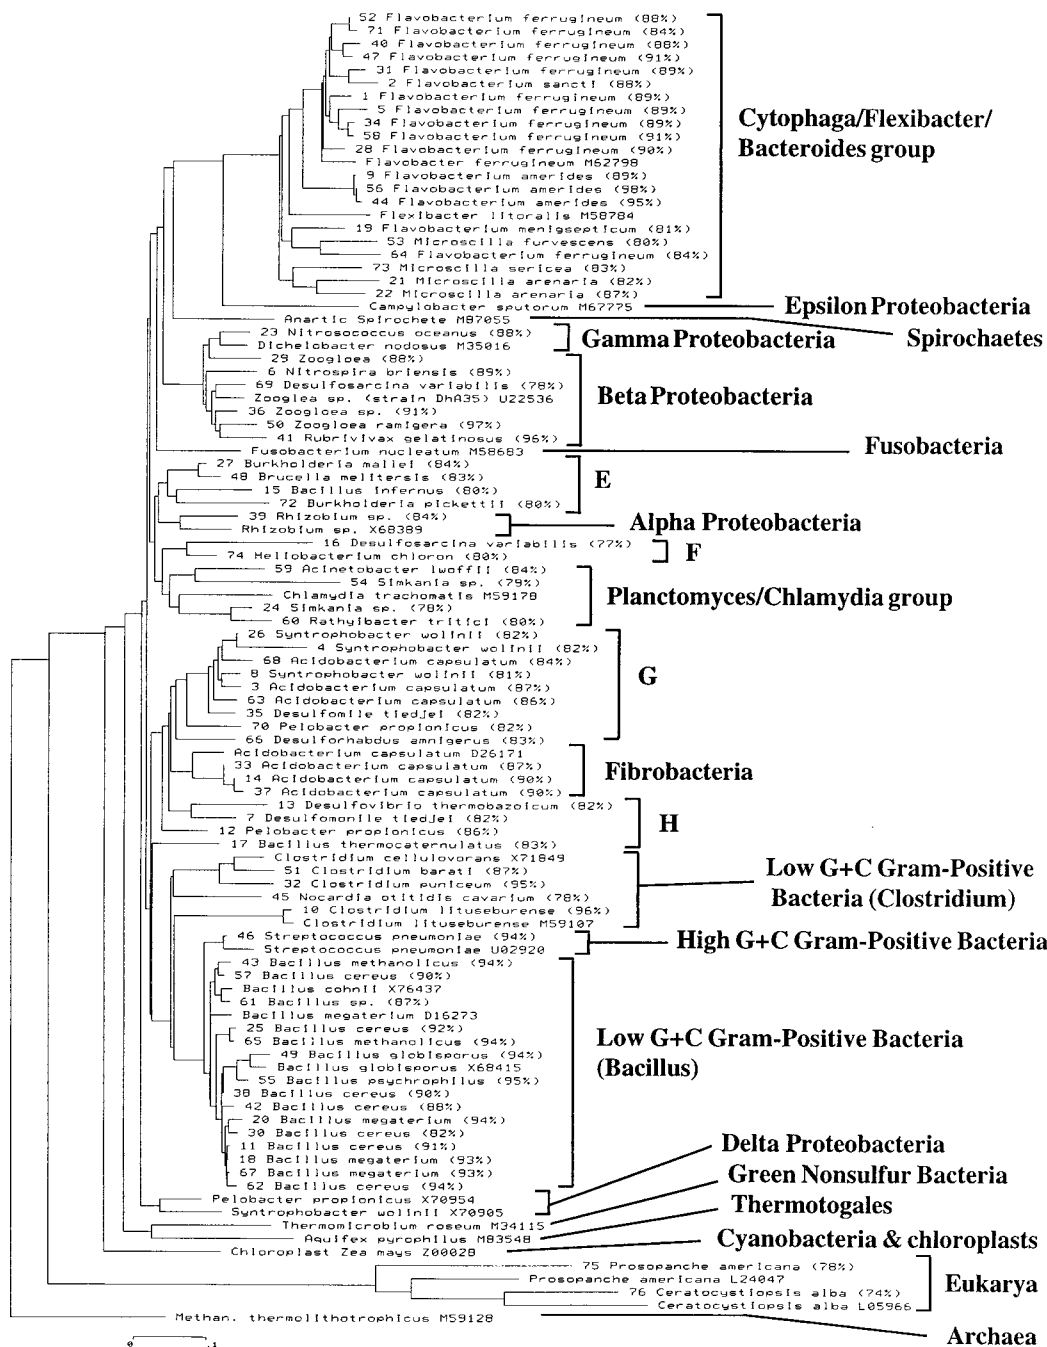 52 Flavobacterium ferrugineum (88%)
71 Flavobacterium ferrugineum (84%)
40 Flavobacterium ferrugineum (88%)
47 Flavobacterium ferrugineum (91%)
31 Flavobacterium ferrugineum (89%)
2 Flavobacterium sancti (88%)
1 Flavobacterium ferrugineum (89%)
5 Flavobacterium ferrugineum (89%)
34 Flavobacterium ferrugineum (89%)
58 Flavobacterium ferrugineum (91%)
28 Flavobacterium ferrugineum (90%)
Flavobacter ferrugineum M62798
9 Flavobacterium amerides (89%)
56 Flavobacterium amerides (98%)
44 Flavobacterium amerides (95%)
Flexibacter litoralis M58784
19 Flavobacterium menigsepticum (81%)
53 Microscilla furvescens (80%)
64 Flavobacterium ferrugineum (84%)
73 Microscilla sericea (83%)
21 Microscilla arenaria (82%)
22 Microscilla arenaria (87%)
Cytophaga/Flexibacter/
Bacteroides group
Campylobacter sputorum M67775
Epsilon Proteobacteria
Anartic Spirochete M87055
Spirochaetes
23 Nitrosococcus oceanus (88%)
Dichelobacter nodosus M35016
Gamma Proteobacteria
29 Zoogloea (88%)
6 Nitrospira briensis (89%)
69 Desulfosarcina variabilis (78%)
Zooglea sp. (strain DhA35) U22536
36 Zoogloea sp. (91%)
50 Zoogloea ramigera (97%)
41 Rubrivivax gelatinosus (96%)
Beta Proteobacteria
Fusobacterium nucleatum M58683
Fusobacteria
27 Burkholderia mallei (84%)
48 Brucella melitersis (83%)
15 Bacillus infernus (80%)
72 Burkholderia pickettii (80%)
E
39 Rhizobium sp. (84%)
Rhizobium sp. X68389
Alpha Proteobacteria
16 Desulfosarcina variabilis (77%)
74 Heliobacterium chloron (80%)
F
59 Acinetobacter lwoffii (84%)
54 Simkania sp. (79%)
Chlamydia trachomatis M59178
24 Simkania sp. (78%)
60 Rathyibacter tritici (80%)
Planctomyces/Chlamydia group
26 Syntrophobacter wolinii (82%)
4 Syntrophobacter wolinii (82%)
68 Acidobacterium capsulatum (84%)
8 Syntrophobacter wolinii (81%)
3 Acidobacterium capsulatum (87%)
63 Acidobacterium capsulatum (86%)
35 Desulfomile tiedjei (82%)
70 Pelobacter propionicus (82%)
66 Desulforhabdus amnigerus (83%)
G
Acidobacterium capsulatum D26171
33 Acidobacterium capsulatum (87%)
14 Acidobacterium capsulatum (90%)
37 Acidobacterium capsulatum (90%)
Fibrobacteria
13 Desulfovibrio thermobazoicum (82%)
7 Desulfomonile tiedjei (82%)
12 Pelobacter propionicus (86%)
H
17 Bacillus thermocaternulatus (83%)
Clostridium cellulovorans X71849
51 Clostridium barati (87%)
32 Clostridium puniceum (95%)
45 Nocardia otitidis cavarium (78%)
10 Clostridium lituseburense (96%)
Clostridium lituseburense M59107
Low G+C Gram-Positive
Bacteria (Clostridium)
46 Streptococcus pneumoniae (94%)
Streptococcus pneumoniae U02920
High G+C Gram-Positive Bacteria
43 Bacillus methanolicus (94%)
57 Bacillus cereus (90%)
Bacillus cohnii X76437
61 Bacillus sp. (87%)
Bacillus megaterium D16273
25 Bacillus cereus (92%)
65 Bacillus methanolicus (94%)
49 Bacillus globisporus (94%)
Bacillus globisporus X68415
55 Bacillus psychrophilus (95%)
38 Bacillus cereus (90%)
42 Bacillus cereus (88%)
20 Bacillus megaterium (94%)
30 Bacillus cereus (82%)
11 Bacillus cereus (91%)
18 Bacillus megaterium (93%)
67 Bacillus megaterium (93%)
62 Bacillus cereus (94%)
Low G+C Gram-Positive Bacteria
(Bacillus)
Pelobacter propionicus X70954
Syntrophobacter wolinii X70905
Delta Proteobacteria
Thermomicrobium roseum M34115
Green Nonsulfur Bacteria
Aquifex pyrophilus M83548
Thermotogales
Chloroplast Zea mays Z00028
Cyanobacteria & chloroplasts
75 Prosopanche americana (78%)
Prosopanche americana L24047
76 Ceratocystiopsis alba (74%)
Ceratocystiopsis alba L05966
Eukarya
Methan. thermolithotrophicus M59128
Archaea
0 .1